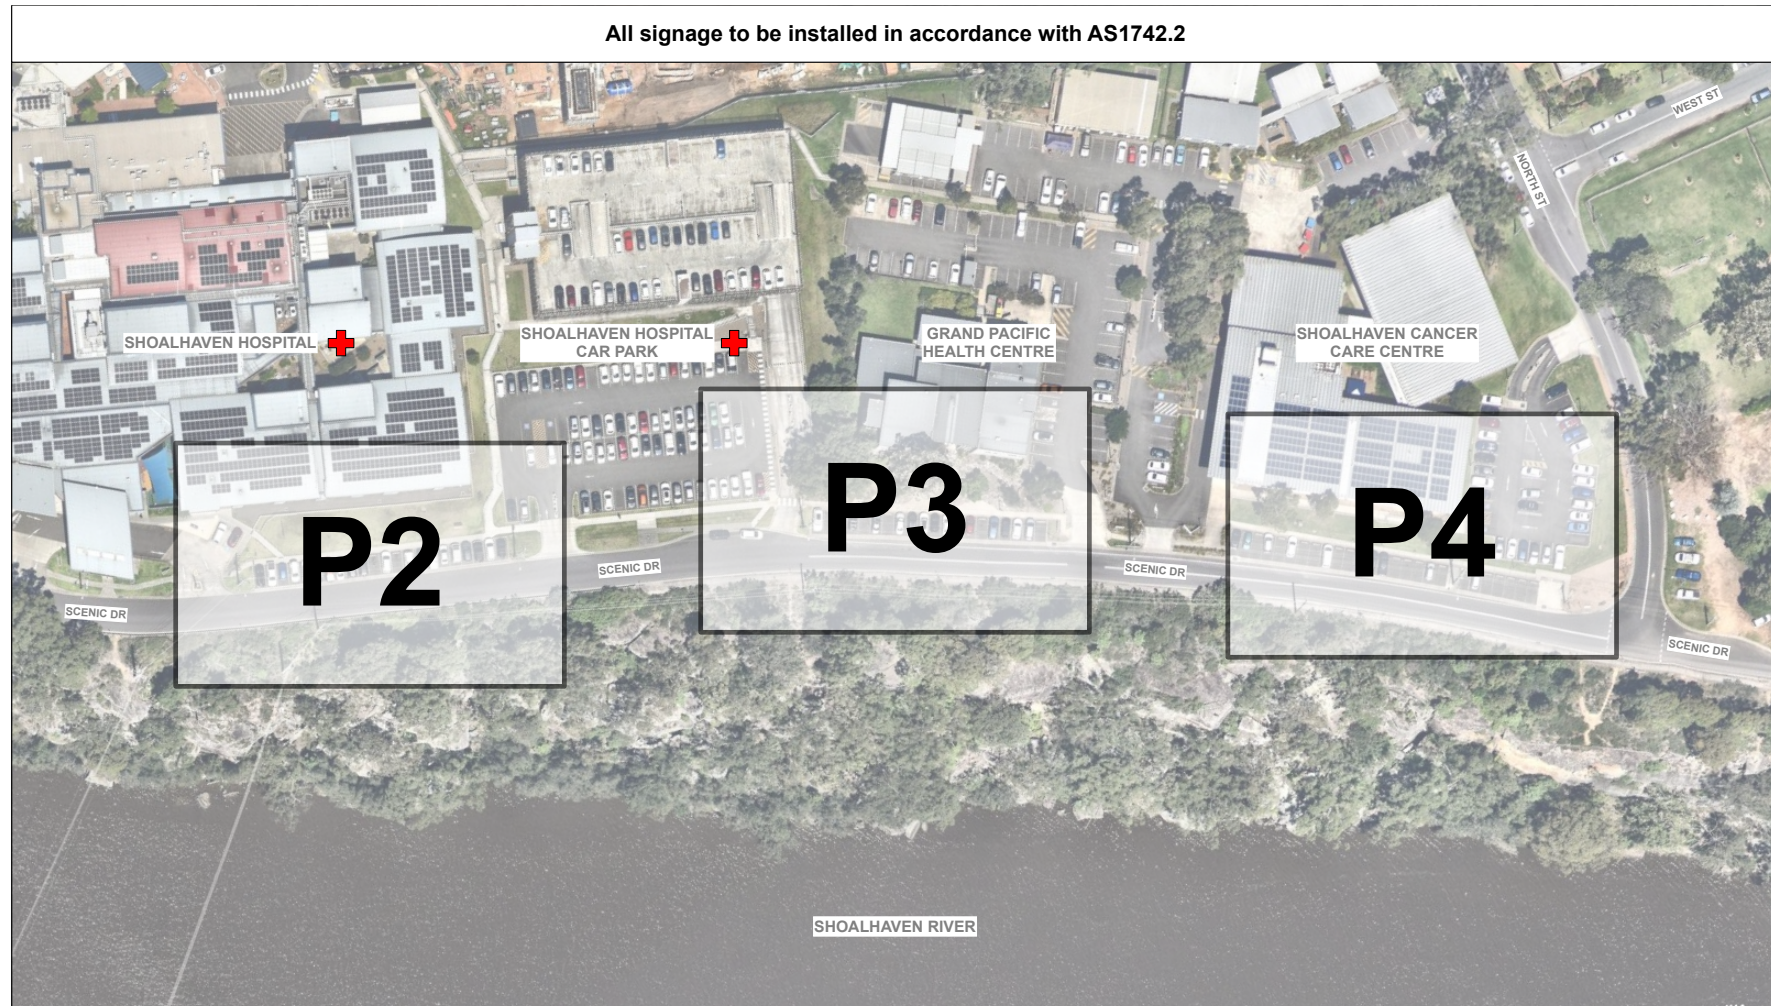 All signage to be installed in accordance with AS1742.2
WEST ST
NORTH ST
SHOALHAVEN HOSPITAL
SHOALHAVEN HOSPITAL
CAR PARK
GRAND PACIFIC
HEALTH CENTRE
SHOALHAVEN CANCER
CARE CENTRE
P2
P3
P4
SCENIC DR
SCENIC DR
SCENIC DR
SCENIC DR
SHOALHAVEN RIVER